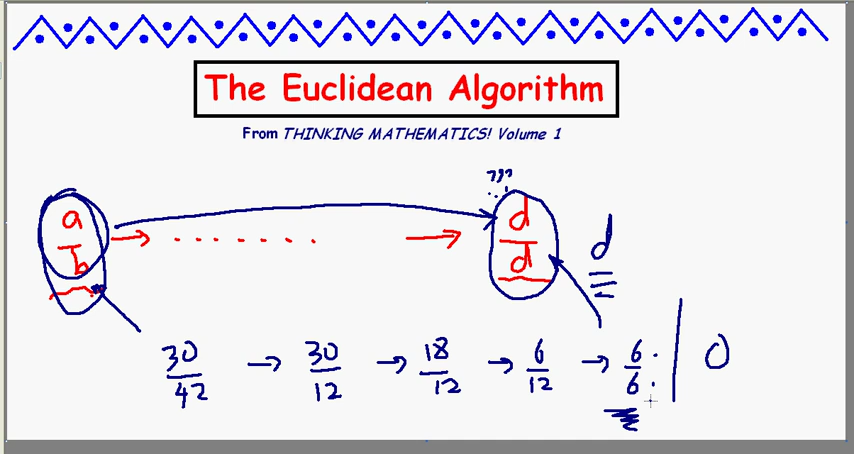 The Euclidean Algorithm
From THINKING MATHEMATICS! Volume 1
???
a/b → . . . . . . . → d/d
d
30/42 → 30/12 → 18/12 → 6/12 → 6/6 | 0